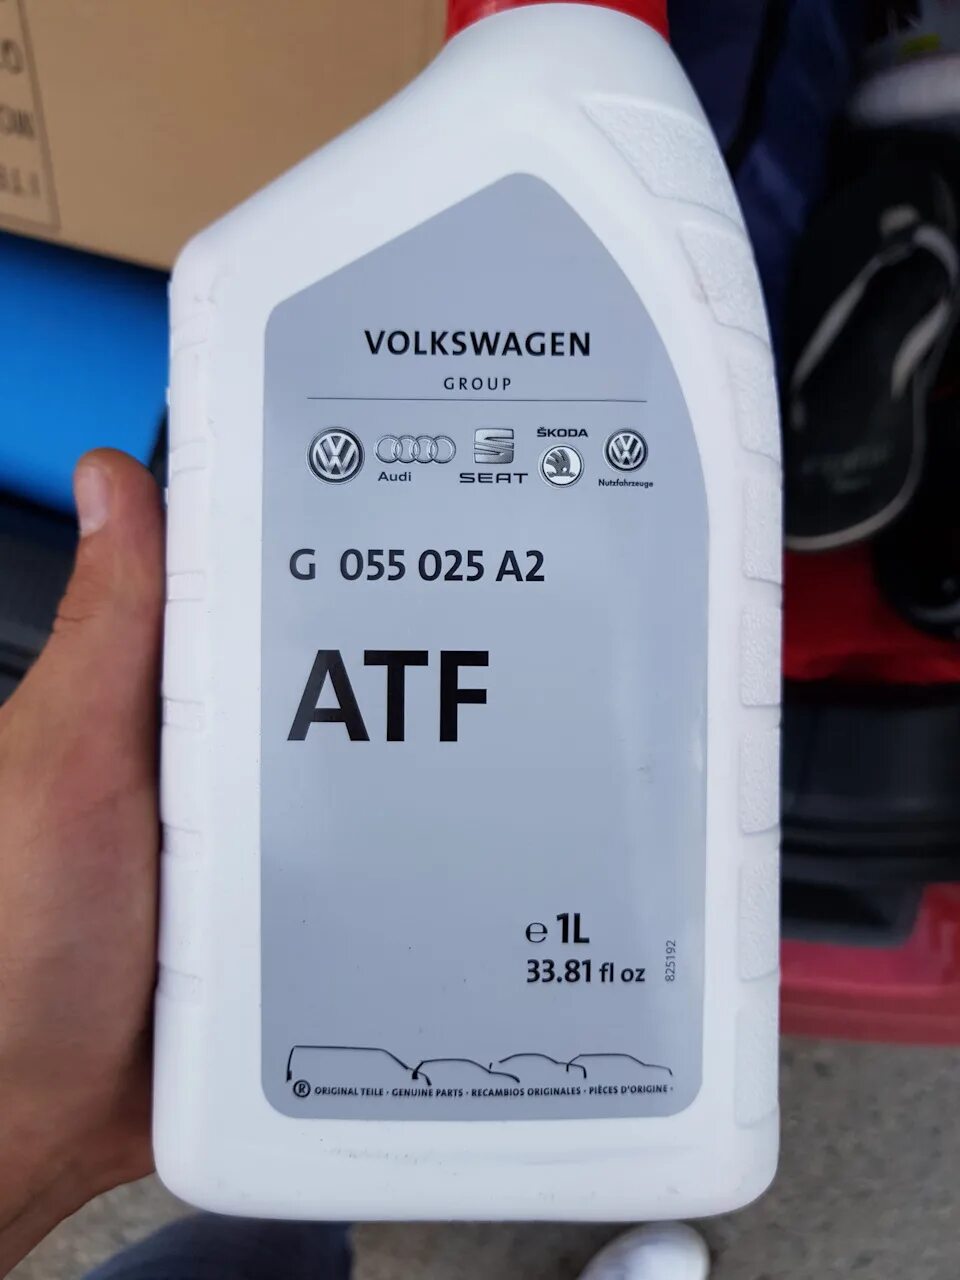 VOLKSWAGEN
GROUP
Audi
SEAT
ŠKODA
Nutzfahrzeuge
G 055 025 A2
ATF
℮ 1L
33.81 fl oz
825192
® ORIGINAL TEILE · GENUINE PARTS · RECAMBIOS ORIGINALES · PIÈCES D'ORIGINE ·